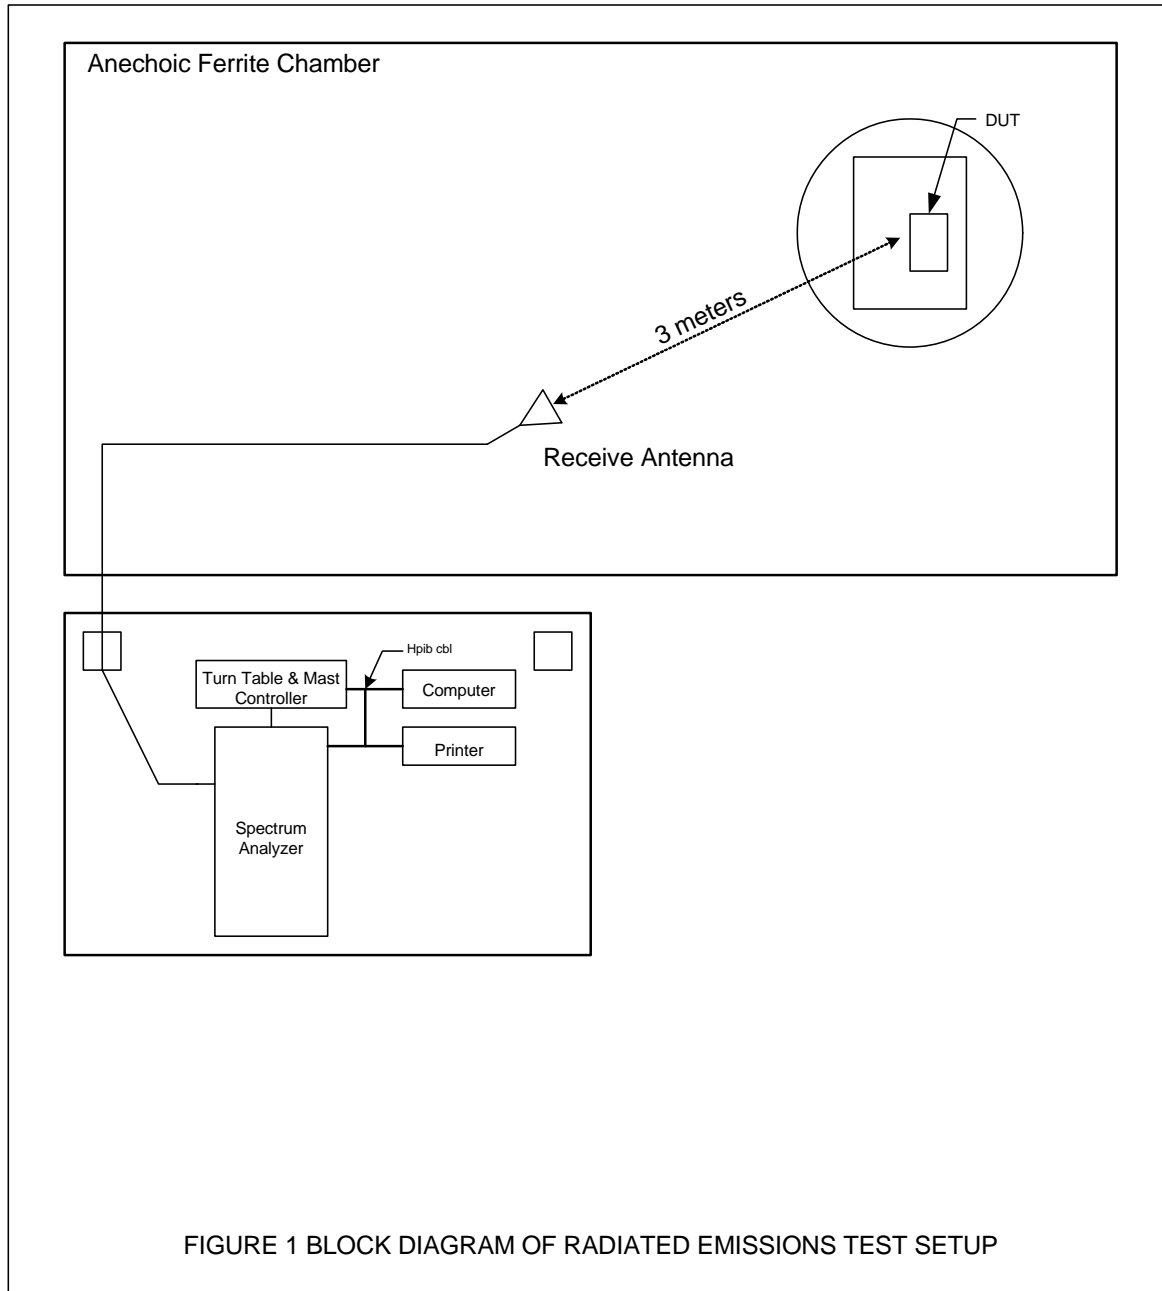 Anechoic Ferrite Chamber
DUT
3 meters
Receive Antenna
Hpib cbl
Turn Table & Mast
Controller
Computer
Printer
Spectrum
Analyzer
FIGURE 1 BLOCK DIAGRAM OF RADIATED EMISSIONS TEST SETUP